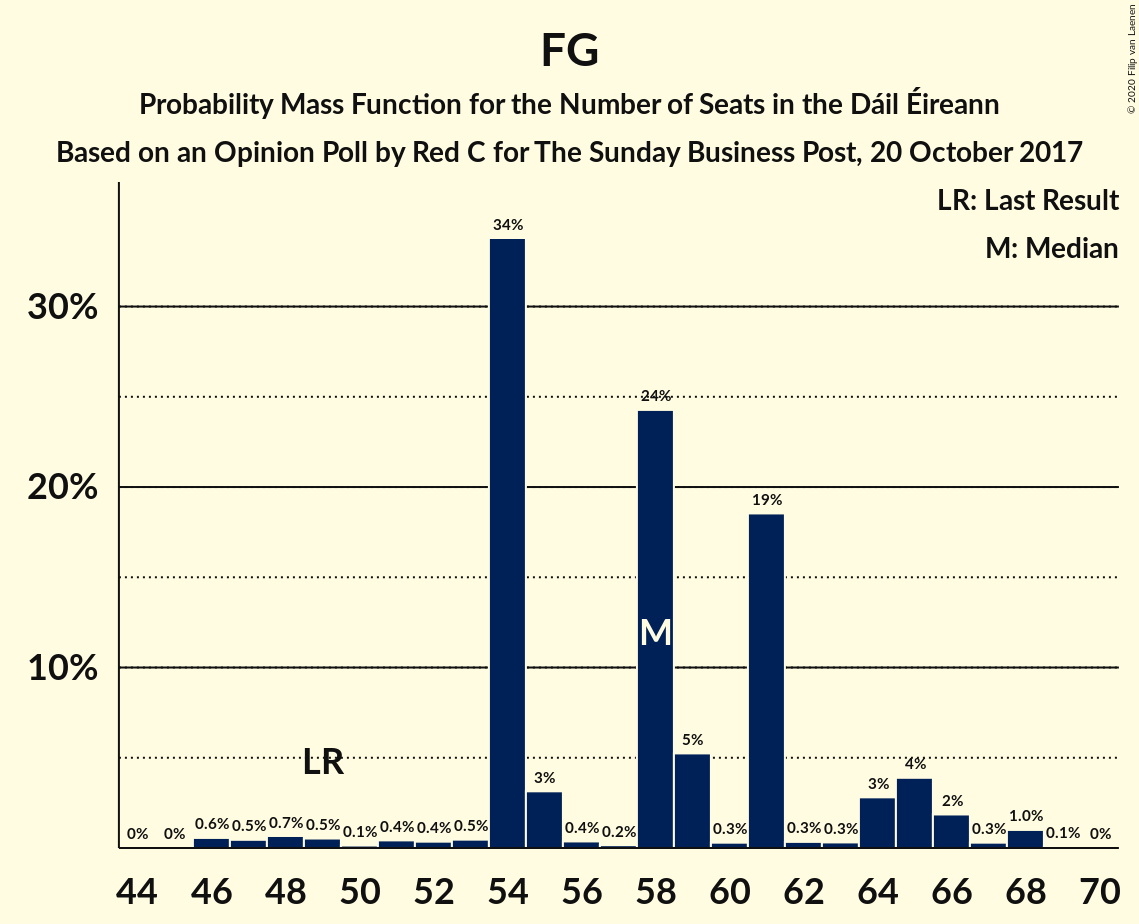 FG
Probability Mass Function for the Number of Seats in the Dáil Éireann
Based on an Opinion Poll by Red C for The Sunday Business Post, 20 October 2017
© 2020 Filip van Laenen
LR: Last Result
M: Median
30%
20%
10%
0% 0% 0.6% 0.5% 0.7% 0.5% 0.1% 0.4% 0.4% 0.5% 34% 3% 0.4% 0.2% 24% 5% 0.3% 19% 0.3% 0.3% 3% 4% 2% 0.3% 1.0% 0.1% 0%
LR
M
44 46 48 50 52 54 56 58 60 62 64 66 68 70